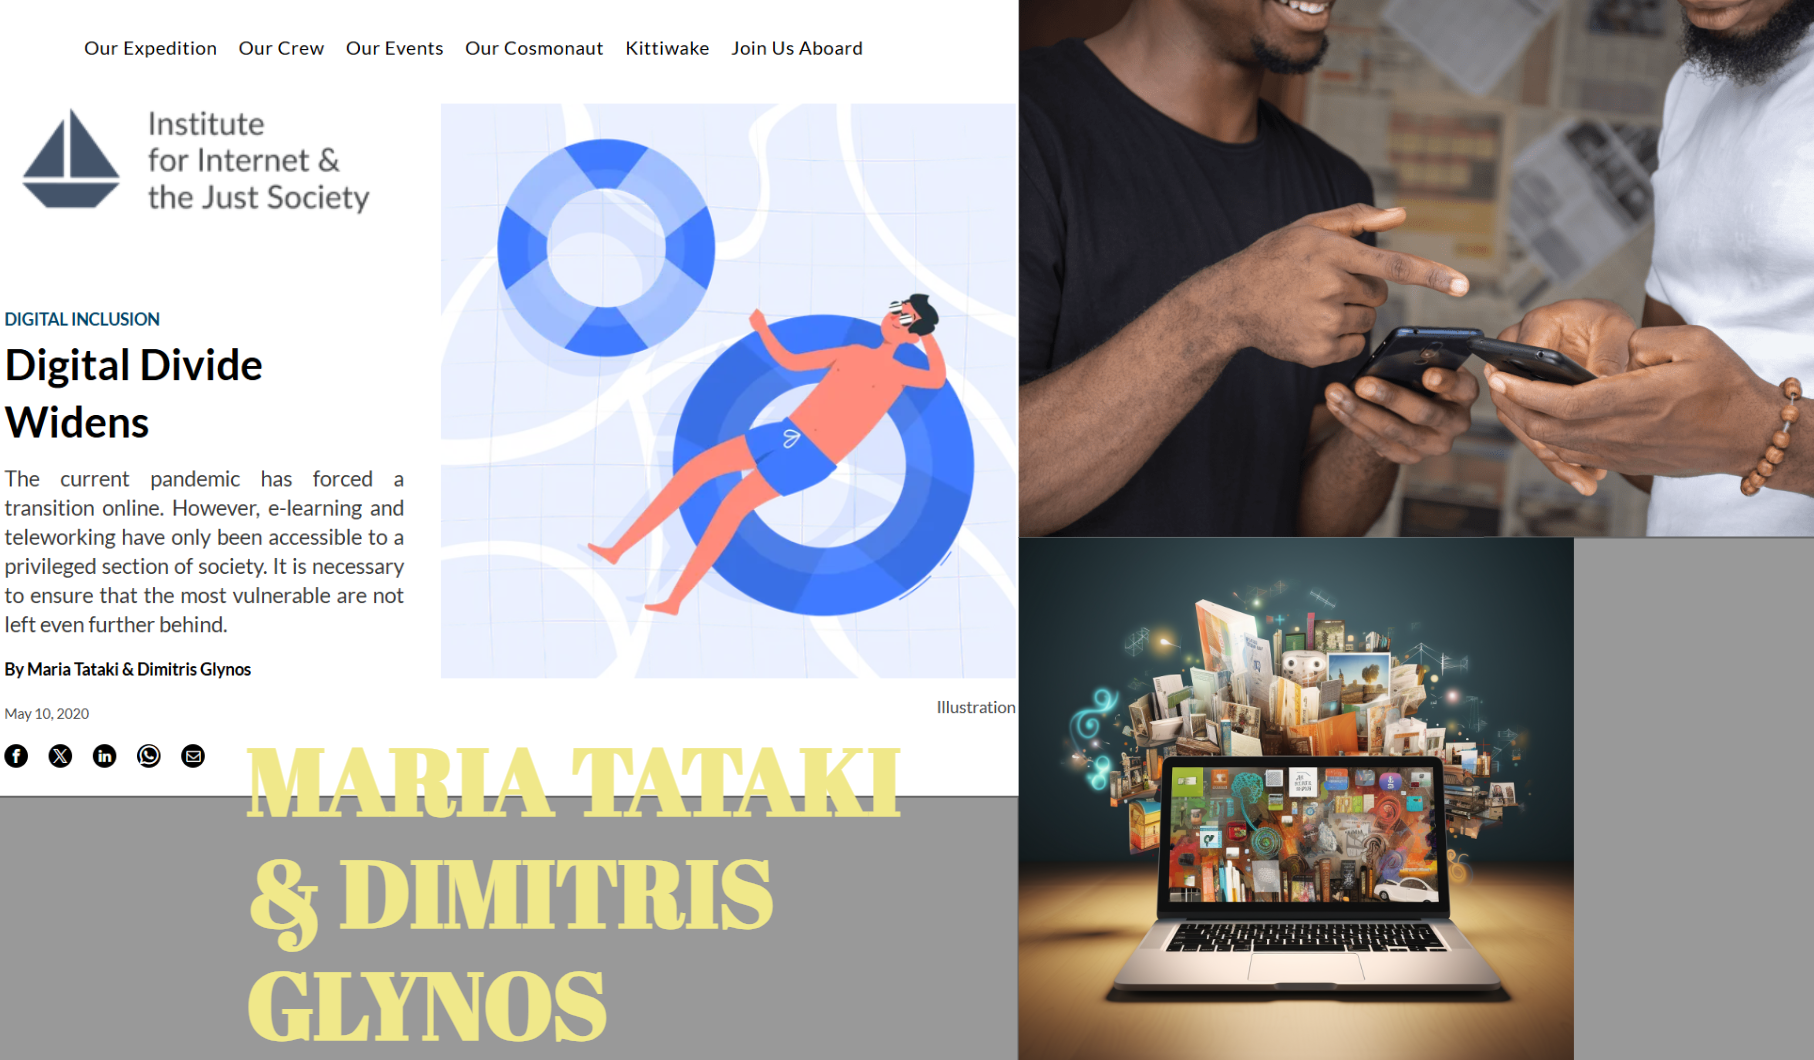 Our Expedition Our Crew Our Events Our Cosmonaut Kittiwake Join Us Aboard
Institute
for Internet &
the Just Society
DIGITAL INCLUSION
Digital Divide
Widens
The current pandemic has forced a
transition online. However, e-learning and
teleworking have only been accessible to a
privileged section of society. It is necessary
to ensure that the most vulnerable are not
left even further behind.
By Maria Tataki & Dimitris Glynos
May 10, 2020
Illustration
MARIA TATAKI
& DIMITRIS
GLYNOS